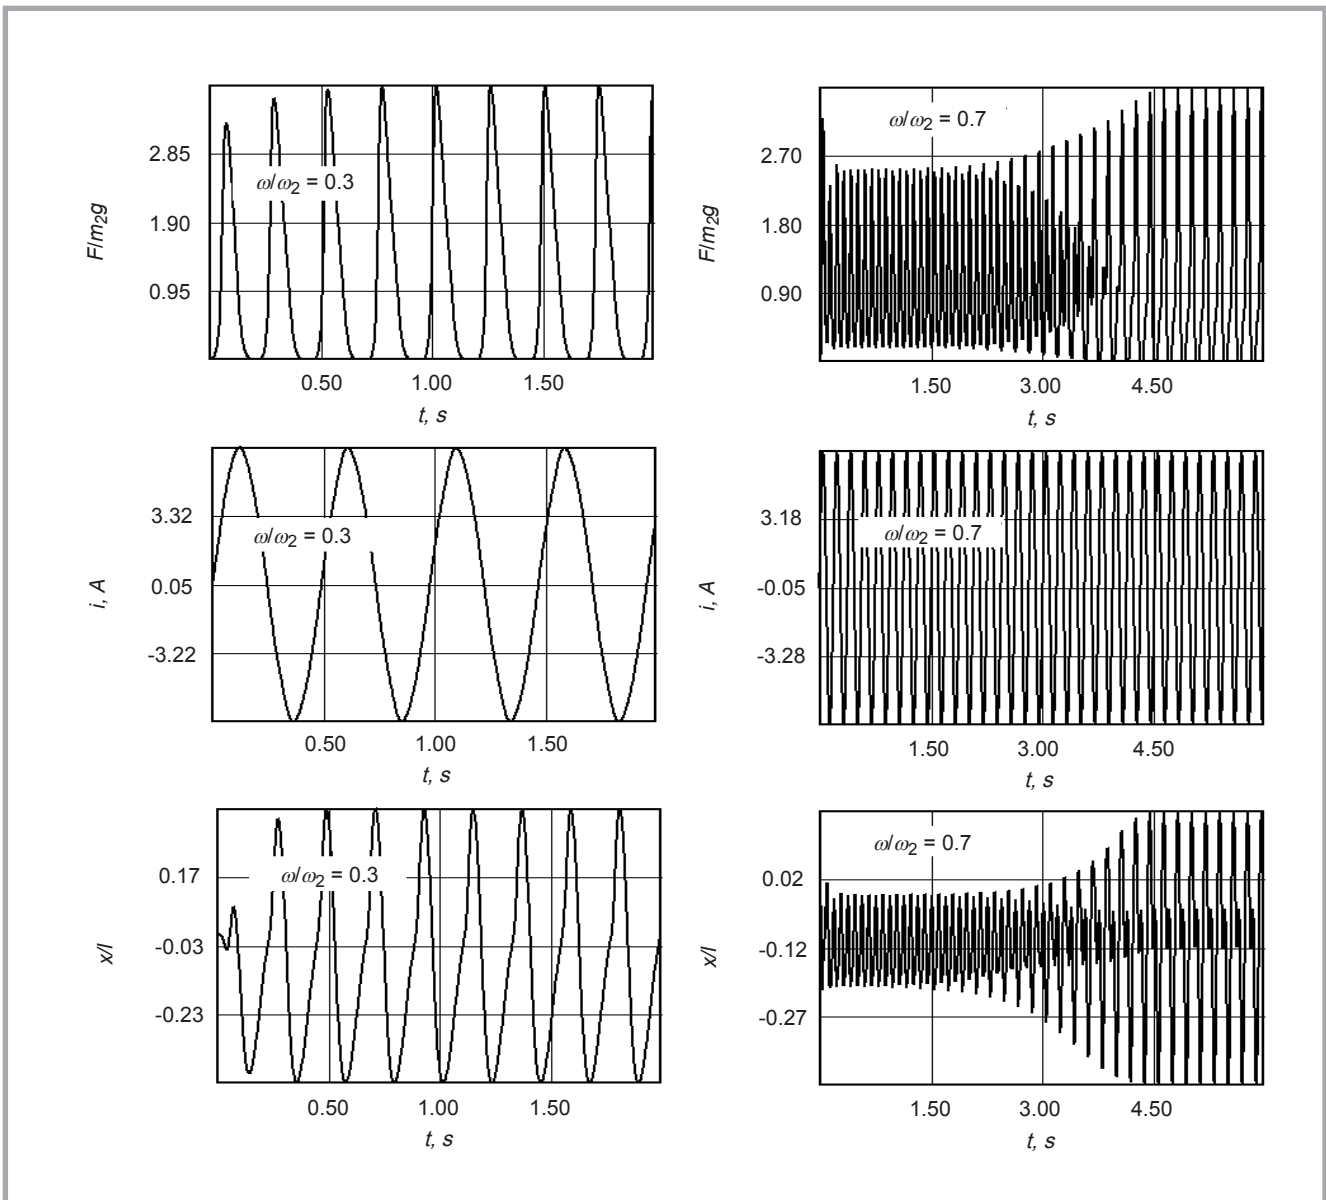 ω/ω2 = 0.3
2.85
1.90
0.95
F/m2g
0.50 1.00 1.50
t, s
ω/ω2 = 0.7
2.70
1.80
0.90
F/m2g
1.50 3.00 4.50
t, s
3.32
ω/ω2 = 0.3
0.05
-3.22
i, A
0.50 1.00 1.50
t, s
3.18
ω/ω2 = 0.7
-0.05
-3.28
i, A
1.50 3.00 4.50
t, s
0.17
ω/ω2 = 0.3
-0.03
-0.23
x/l
0.50 1.00 1.50
t, s
ω/ω2 = 0.7
0.02
-0.12
-0.27
x/l
1.50 3.00 4.50
t, s